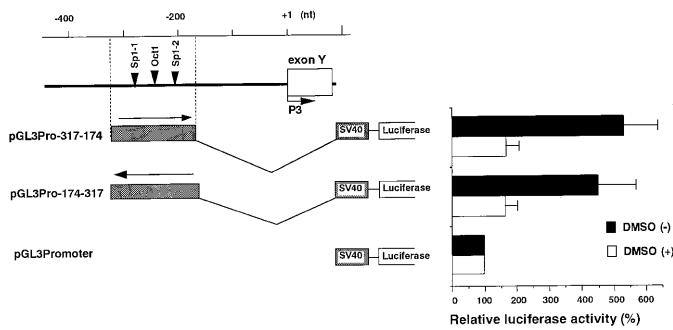 -400 -200 +1 (nt)
Sp1-1
Oct1
Sp1-2
exon Y
P3
pGL3Pro-317-174 SV40 Luciferase
pGL3Pro-174-317 SV40 Luciferase
pGL3Promoter SV40 Luciferase
DMSO (-)
DMSO (+)
0 100 200 300 400 500 600
Relative luciferase activity (%)